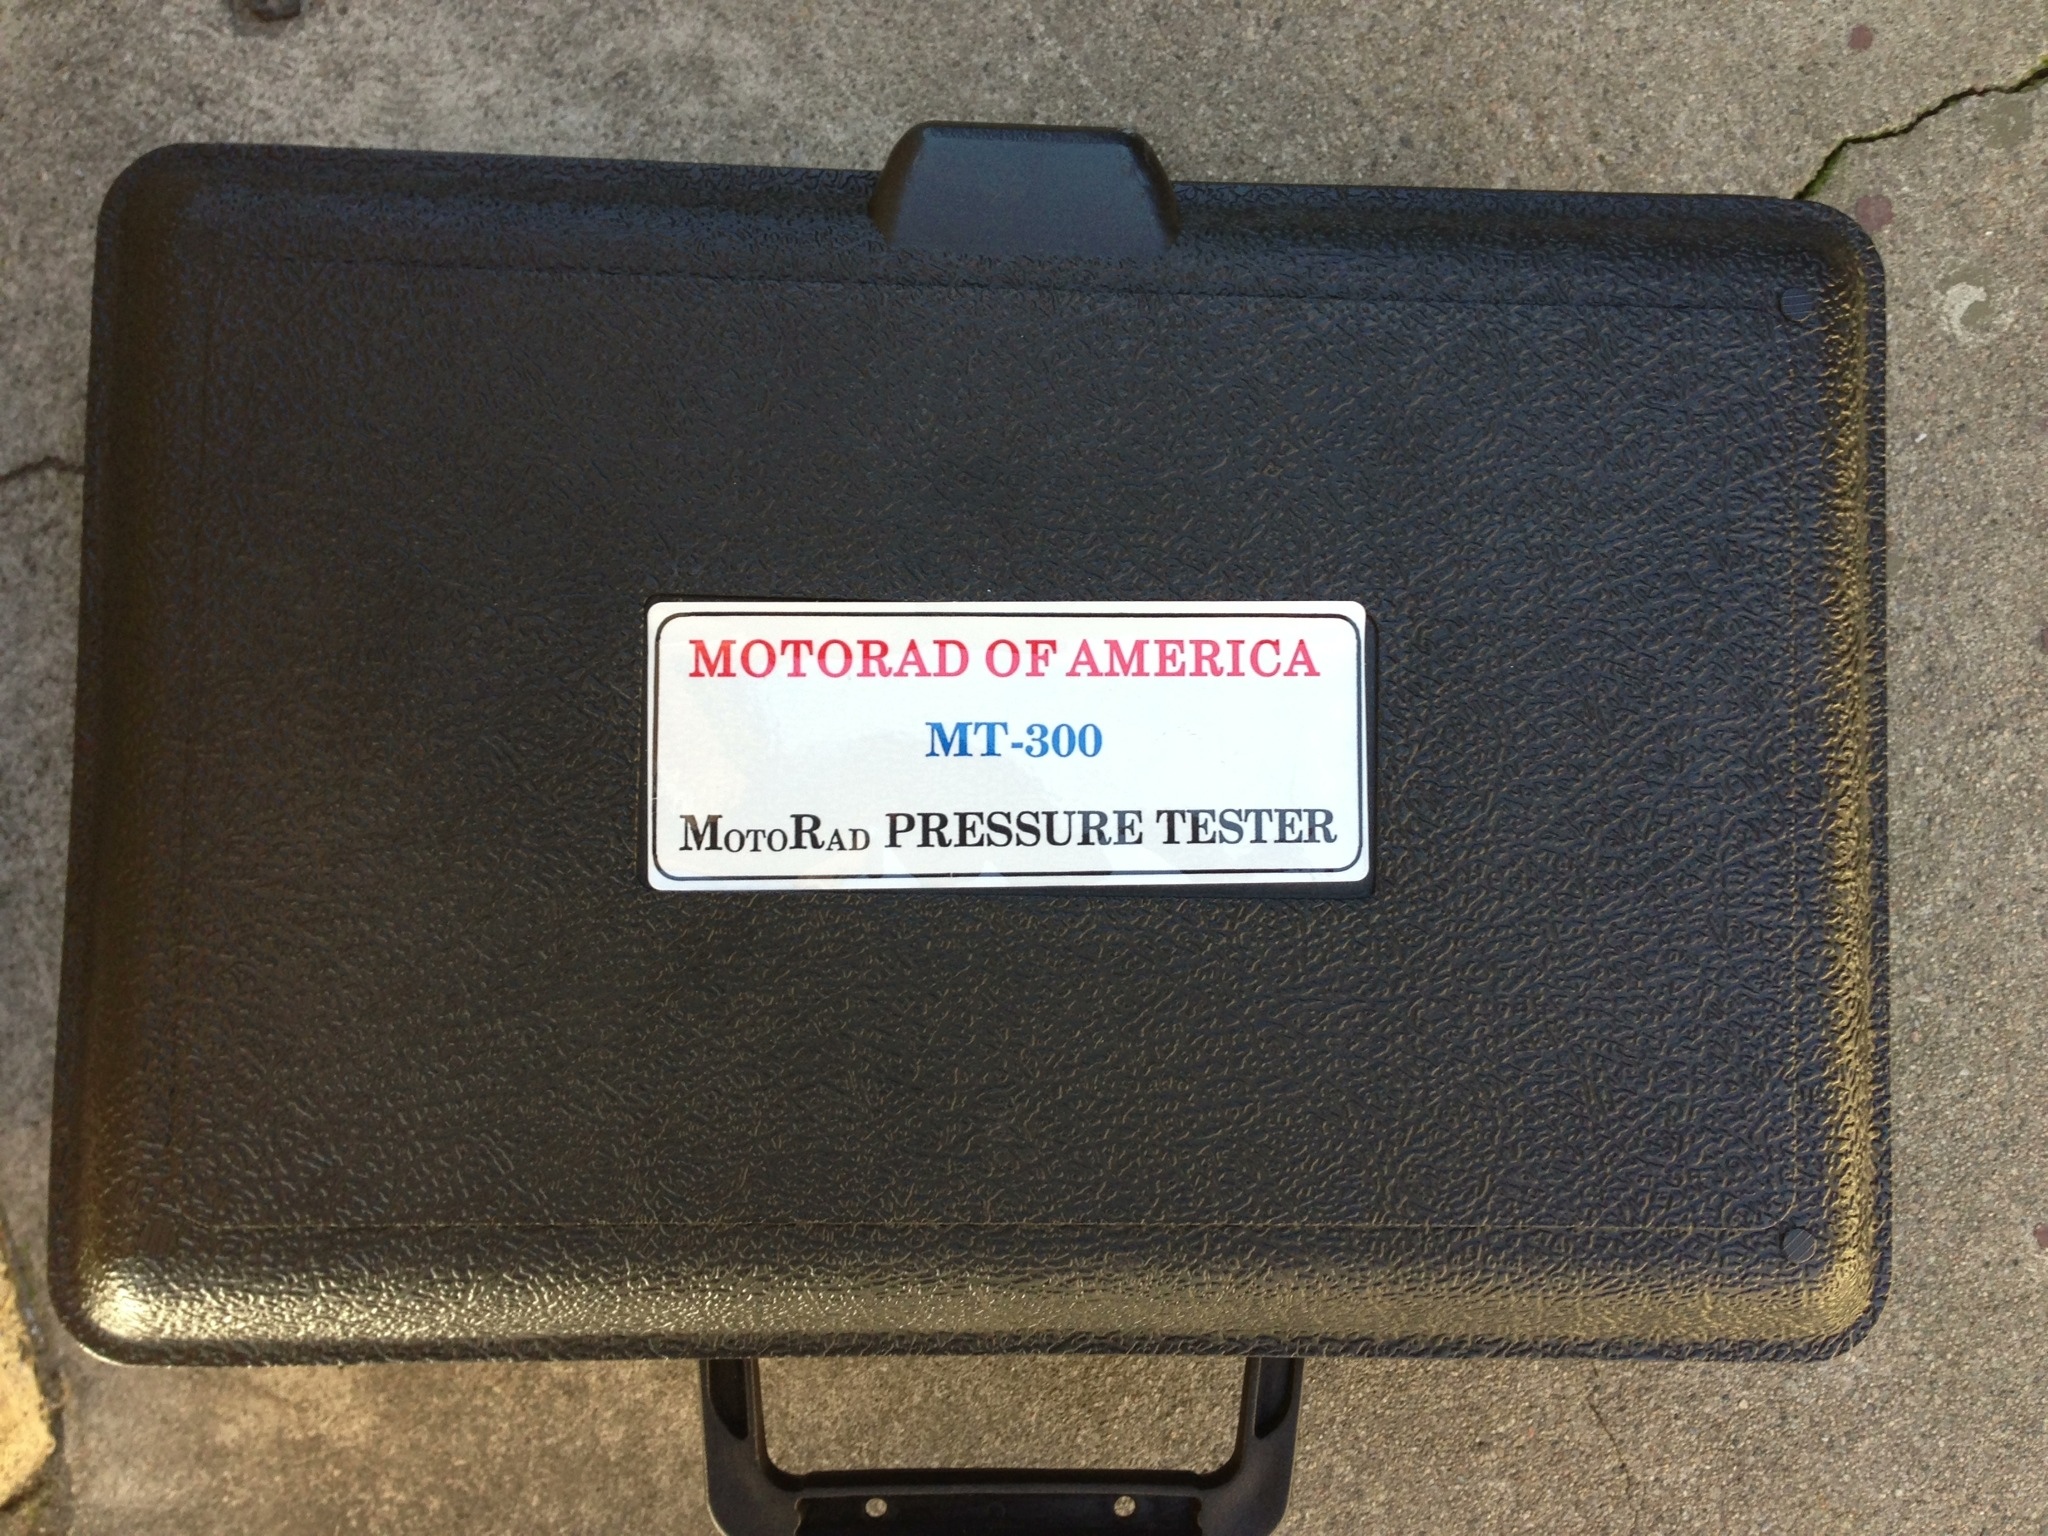 MOTORAD OF AMERICA
MT-300
MOTORAD PRESSURE TESTER